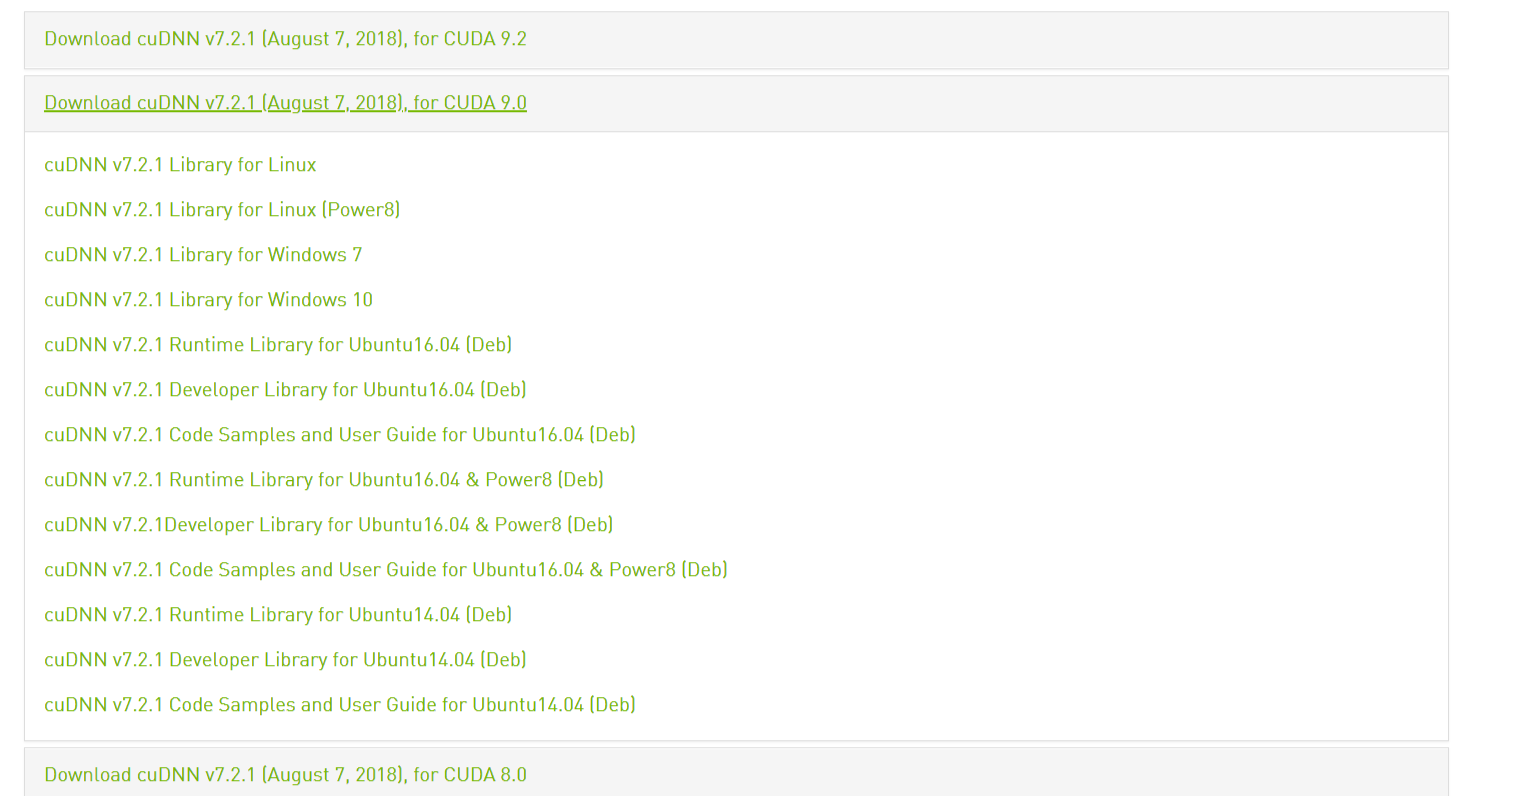 Download cuDNN v7.2.1 (August 7, 2018), for CUDA 9.2
Download cuDNN v7.2.1 (August 7, 2018), for CUDA 9.0
cuDNN v7.2.1 Library for Linux
cuDNN v7.2.1 Library for Linux (Power8)
cuDNN v7.2.1 Library for Windows 7
cuDNN v7.2.1 Library for Windows 10
cuDNN v7.2.1 Runtime Library for Ubuntu16.04 (Deb)
cuDNN v7.2.1 Developer Library for Ubuntu16.04 (Deb)
cuDNN v7.2.1 Code Samples and User Guide for Ubuntu16.04 (Deb)
cuDNN v7.2.1 Runtime Library for Ubuntu16.04 & Power8 (Deb)
cuDNN v7.2.1Developer Library for Ubuntu16.04 & Power8 (Deb)
cuDNN v7.2.1 Code Samples and User Guide for Ubuntu16.04 & Power8 (Deb)
cuDNN v7.2.1 Runtime Library for Ubuntu14.04 (Deb)
cuDNN v7.2.1 Developer Library for Ubuntu14.04 (Deb)
cuDNN v7.2.1 Code Samples and User Guide for Ubuntu14.04 (Deb)
Download cuDNN v7.2.1 (August 7, 2018), for CUDA 8.0